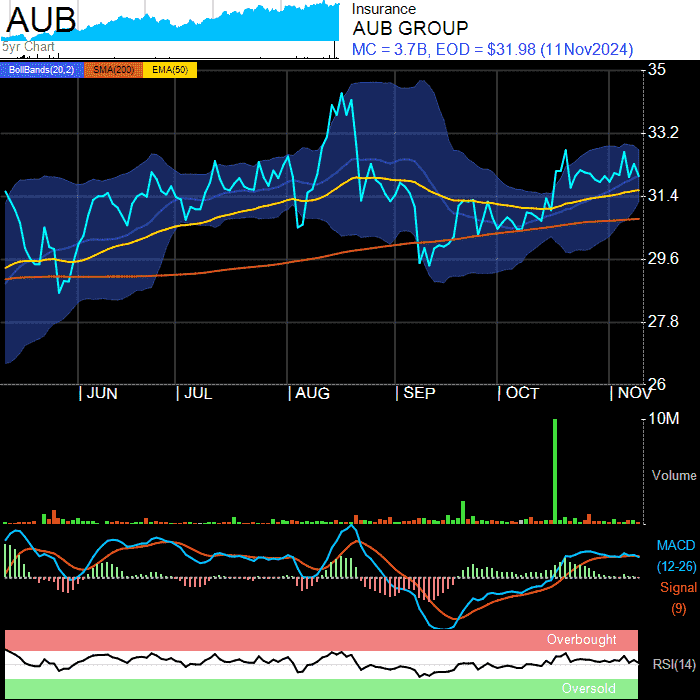 AUB
5yr Chart
Insurance
AUB GROUP
MC = 3.7B, EOD = $31.98 (11Nov2024)
BollBands(20,2) SMA(200) EMA(50)
35
33.2
31.4
29.6
27.8
26
| JUN | JUL | AUG | SEP | OCT | NOV
10M
Volume
MACD
(12-26)
Signal
(9)
Overbought
RSI(14)
Oversold